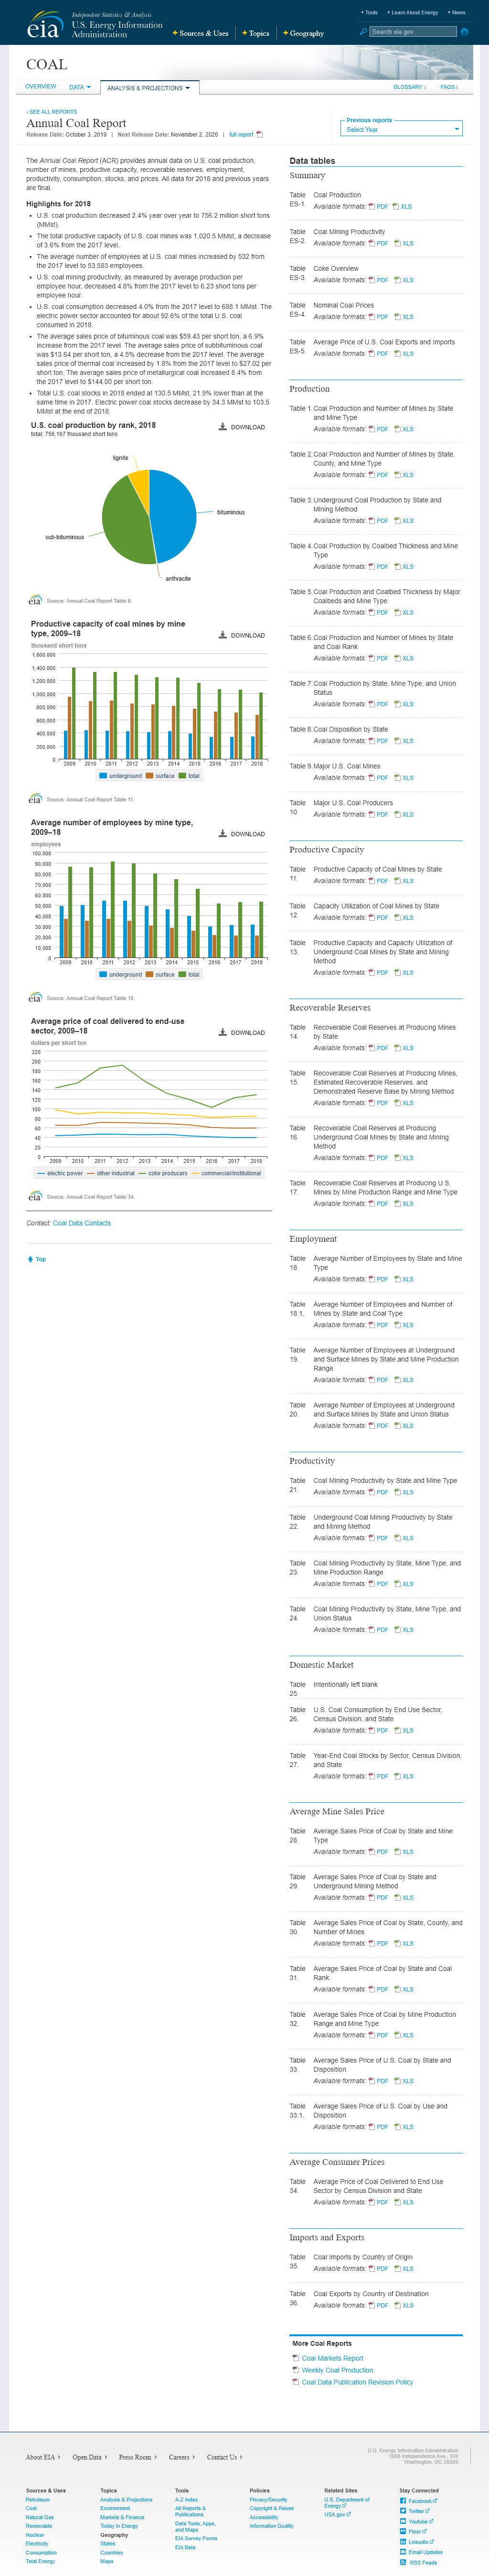 eia
Independent Statistics & Analysis
U.S. Energy Information
Administration
+ Sources & Uses
+ Topics
+ Geography
+ Tools
+ Learn About Energy
+ News
Search eia.gov
COAL
OVERVIEW
DATA
ANALYSIS & PROJECTIONS
GLOSSARY ›
FAQS ›
‹ SEE ALL REPORTS
Annual Coal Report
Release Date: October 3, 2019 | Next Release Date: November 2, 2020 | full report
Previous reports
Select Year
The Annual Coal Report (ACR) provides annual data on U.S. coal production,
number of mines, productive capacity, recoverable reserves, employment,
productivity, consumption, stocks, and prices. All data for 2018 and previous years
are final.
Highlights for 2018
• U.S. coal production decreased 2.4% year over year to 756.2 million short tons
(MMst).
• The total productive capacity of U.S. coal mines was 1,020.5 MMst, a decrease
of 3.6% from the 2017 level.
• The average number of employees at U.S. coal mines increased by 532 from
the 2017 level to 53,583 employees.
• U.S. coal mining productivity, as measured by average production per
employee hour, decreased 4.8% from the 2017 level to 6.23 short tons per
employee hour.
• U.S. coal consumption decreased 4.0% from the 2017 level to 688.1 MMst. The
electric power sector accounted for about 92.6% of the total U.S. coal
consumed in 2018.
• The average sales price of bituminous coal was $59.43 per short ton, a 6.9%
increase from the 2017 level. The average sales price of subbituminous coal
was $13.64 per short ton, a 4.5% decrease from the 2017 level. The average
sales price of thermal coal increased by 1.8% from the 2017 level to $27.02 per
short ton. The average sales price of metallurgical coal increased 8.4% from
the 2017 level to $144.00 per short ton.
• Total U.S. coal stocks in 2018 ended at 130.5 MMst, 21.9% lower than at the
same time in 2017. Electric power coal stocks decrease by 34.3 MMst to 103.5
MMst at the end of 2018.
U.S. coal production by rank, 2018
DOWNLOAD
total: 756,167 thousand short tons
lignite
bituminous
sub-bituminous
anthracite
eia Source: Annual Coal Report Table 6.
Productive capacity of coal mines by mine
type, 2009–18
DOWNLOAD
thousand short tons
1,600,000
1,400,000
1,200,000
1,000,000
800,000
600,000
400,000
200,000
0
2009 2010 2011 2012 2013 2014 2015 2016 2017 2018
underground surface total
eia Source: Annual Coal Report Table 11.
Average number of employees by mine type,
2009–18
DOWNLOAD
employees
100,000
90,000
80,000
70,000
60,000
50,000
40,000
30,000
20,000
10,000
0
2009 2010 2011 2012 2013 2014 2015 2016 2017 2018
underground surface total
eia Source: Annual Coal Report Table 18.
Average price of coal delivered to end-use
sector, 2009–18
DOWNLOAD
dollars per short ton
220
200
180
160
140
120
100
80
60
40
20
0
2009 2010 2011 2012 2013 2014 2015 2016 2017 2018
electric power other industrial coke producers commercial/institutional
eia Source: Annual Coal Report Table 34.
Contact: Coal Data Contacts
Top
Data tables
Summary
Table ES-1. Coal Production
Available formats: PDF XLS
Table ES-2. Coal Mining Productivity
Available formats: PDF XLS
Table ES-3. Coke Overview
Available formats: PDF XLS
Table ES-4. Nominal Coal Prices
Available formats: PDF XLS
Table ES-5. Average Price of U.S. Coal Exports and Imports
Available formats: PDF XLS
Production
Table 1. Coal Production and Number of Mines by State
and Mine Type
Available formats: PDF XLS
Table 2. Coal Production and Number of Mines by State,
County, and Mine Type
Available formats: PDF XLS
Table 3. Underground Coal Production by State and
Mining Method
Available formats: PDF XLS
Table 4. Coal Production by Coalbed Thickness and Mine
Type
Available formats: PDF XLS
Table 5. Coal Production and Coalbed Thickness by Major
Coalbeds and Mine Type
Available formats: PDF XLS
Table 6. Coal Production and Number of Mines by State
and Coal Rank
Available formats: PDF XLS
Table 7. Coal Production by State, Mine Type, and Union
Status
Available formats: PDF XLS
Table 8. Coal Disposition by State
Available formats: PDF XLS
Table 9. Major U.S. Coal Mines
Available formats: PDF XLS
Table 10. Major U.S. Coal Producers
Available formats: PDF XLS
Productive Capacity
Table 11. Productive Capacity of Coal Mines by State
Available formats: PDF XLS
Table 12. Capacity Utilization of Coal Mines by State
Available formats: PDF XLS
Table 13. Productive Capacity and Capacity Utilization of
Underground Coal Mines by State and Mining
Method
Available formats: PDF XLS
Recoverable Reserves
Table 14. Recoverable Coal Reserves at Producing Mines
by State
Available formats: PDF XLS
Table 15. Recoverable Coal Reserves at Producing Mines,
Estimated Recoverable Reserves, and
Demonstrated Reserve Base by Mining Method
Available formats: PDF XLS
Table 16. Recoverable Coal Reserves at Producing
Underground Coal Mines by State and Mining
Method
Available formats: PDF XLS
Table 17. Recoverable Coal Reserves at Producing U.S.
Mines by Mine Production Range and Mine Type
Available formats: PDF XLS
Employment
Table 18. Average Number of Employees by State and Mine
Type
Available formats: PDF XLS
Table 18.1. Average Number of Employees and Number of
Mines by State and Coal Type
Available formats: PDF XLS
Table 19. Average Number of Employees at Underground
and Surface Mines by State and Mine Production
Range
Available formats: PDF XLS
Table 20. Average Number of Employees at Underground
and Surface Mines by State and Union Status
Available formats: PDF XLS
Productivity
Table 21. Coal Mining Productivity by State and Mine Type
Available formats: PDF XLS
Table 22. Underground Coal Mining Productivity by State
and Mining Method
Available formats: PDF XLS
Table 23. Coal Mining Productivity by State, Mine Type, and
Mine Production Range
Available formats: PDF XLS
Table 24. Coal Mining Productivity by State, Mine Type, and
Union Status
Available formats: PDF XLS
Domestic Market
Table 25. Intentionally left blank
Table 26. U.S. Coal Consumption by End Use Sector,
Census Division, and State
Available formats: PDF XLS
Table 27. Year-End Coal Stocks by Sector, Census Division,
and State
Available formats: PDF XLS
Average Mine Sales Price
Table 28. Average Sales Price of Coal by State and Mine
Type
Available formats: PDF XLS
Table 29. Average Sales Price of Coal by State and
Underground Mining Method
Available formats: PDF XLS
Table 30. Average Sales Price of Coal by State, County, and
Number of Mines
Available formats: PDF XLS
Table 31. Average Sales Price of Coal by State and Coal
Rank
Available formats: PDF XLS
Table 32. Average Sales Price of Coal by Mine Production
Range and Mine Type
Available formats: PDF XLS
Table 33. Average Sales Price of U.S. Coal by State and
Disposition
Available formats: PDF XLS
Table 33.1. Average Sales Price of U.S. Coal by Use and
Disposition
Available formats: PDF XLS
Average Consumer Prices
Table 34. Average Price of Coal Delivered to End Use
Sector by Census Division and State
Available formats: PDF XLS
Imports and Exports
Table 35. Coal Imports by Country of Origin
Available formats: PDF XLS
Table 36. Coal Exports by Country of Destination
Available formats: PDF XLS
More Coal Reports
Coal Markets Report
Weekly Coal Production
Coal Data Publication Revision Policy
About EIA
Open Data
Press Room
Careers
Contact Us
U.S. Energy Information Administration
1000 Independence Ave., SW
Washington, DC 20585
Sources & Uses
Petroleum
Coal
Natural Gas
Renewable
Nuclear
Electricity
Consumption
Total Energy
Topics
Analysis & Projections
Environment
Markets & Finance
Today in Energy
Geography
States
Countries
Maps
Tools
A-Z Index
All Reports &
Publications
Data Tools, Apps,
and Maps
EIA Survey Forms
EIA Beta
Policies
Privacy/Security
Copyright & Reuse
Accessibility
Information Quality
Related Sites
U.S. Department of
Energy
USA.gov
Stay Connected
Facebook
Twitter
Youtube
Flickr
LinkedIn
Email Updates
RSS Feeds